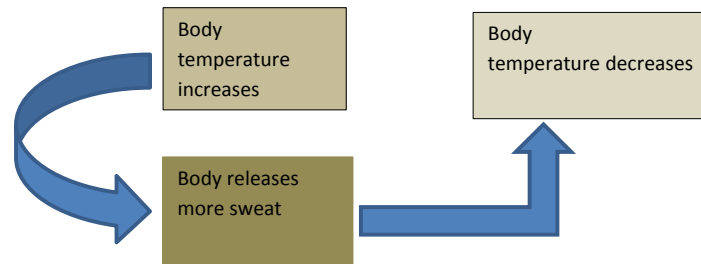 Body
temperature
increases
Body
temperature decreases
Body releases
more sweat